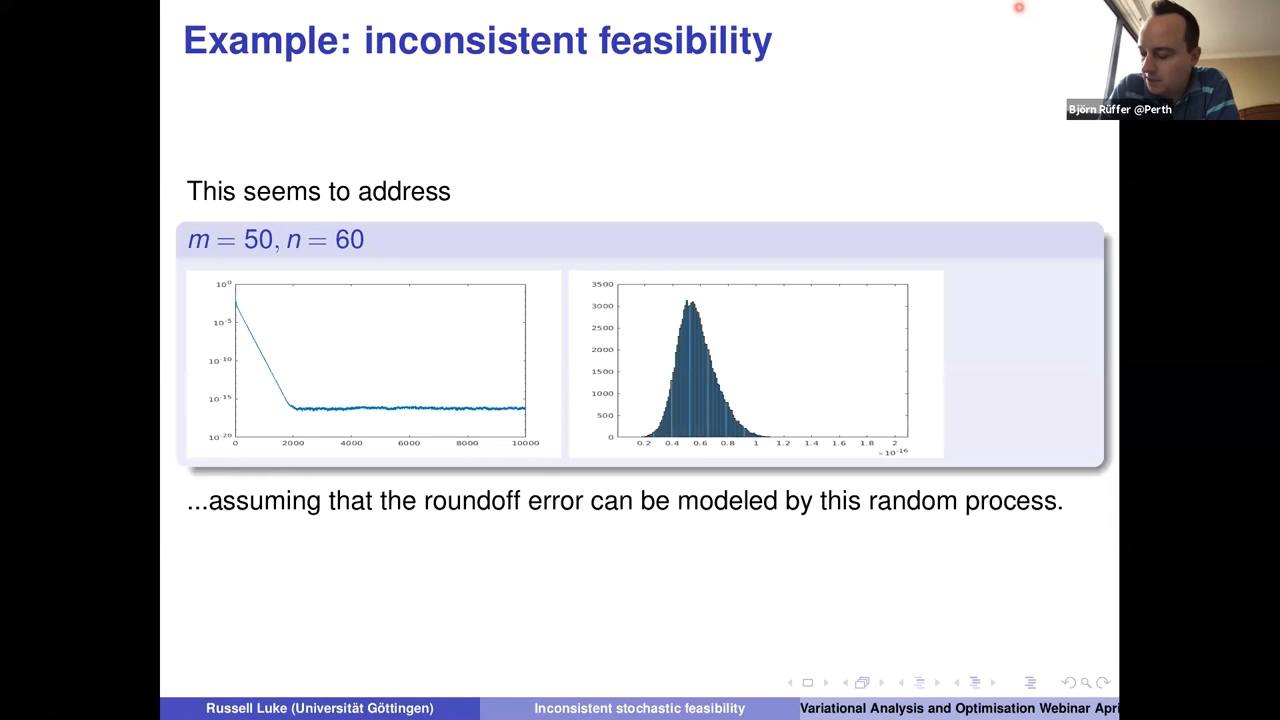 Example: inconsistent feasibility
Björn Rüffer @Perth
This seems to address
m = 50, n = 60
10^0
10^-5
10^-10
10^-15
10^-20
0 2000 4000 6000 8000 10000
3500
3000
2500
2000
1500
1000
500
0
0.2 0.4 0.6 0.8 1 1.2 1.4 1.6 1.8 2
×10^-16
...assuming that the roundoff error can be modeled by this random process.
Russell Luke (Universität Göttingen)
Inconsistent stochastic feasibility
Variational Analysis and Optimisation Webinar Apri